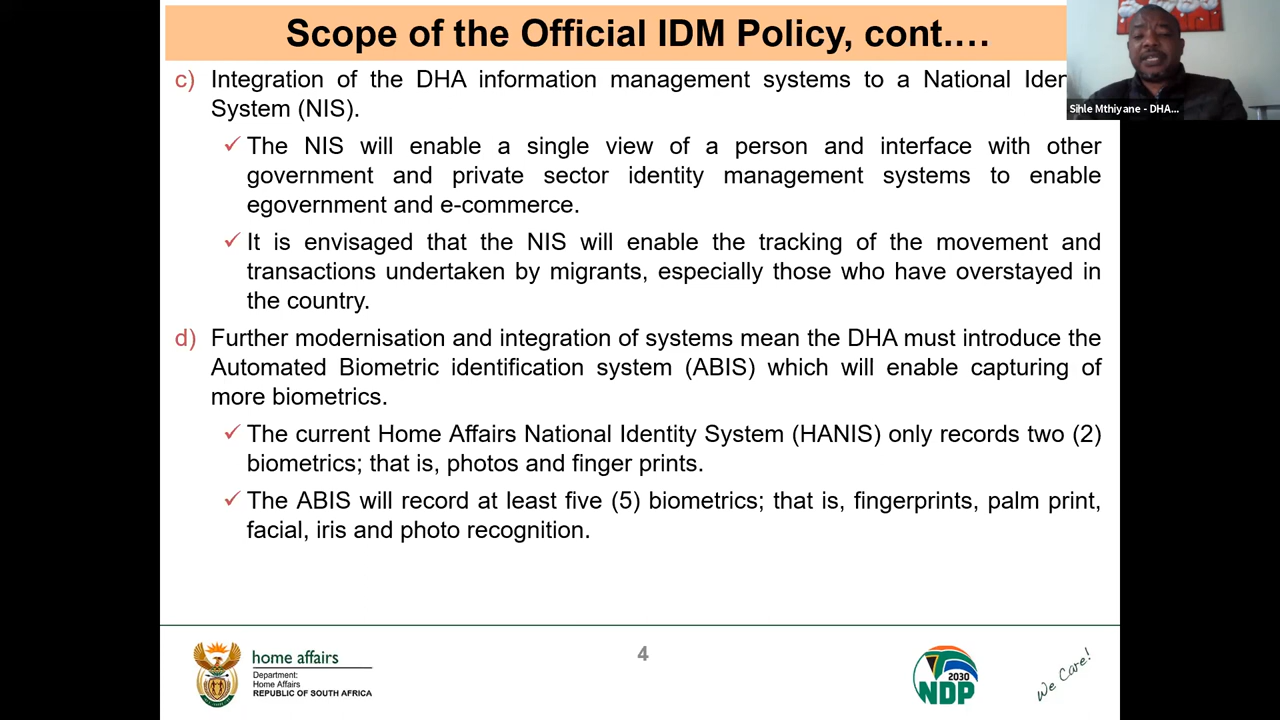 Scope of the Official IDM Policy, cont.…
c) Integration of the DHA information management systems to a National Iden
System (NIS).
✓ The NIS will enable a single view of a person and interface with other
government and private sector identity management systems to enable
egovernment and e-commerce.
✓ It is envisaged that the NIS will enable the tracking of the movement and
transactions undertaken by migrants, especially those who have overstayed in
the country.
d) Further modernisation and integration of systems mean the DHA must introduce the
Automated Biometric identification system (ABIS) which will enable capturing of
more biometrics.
✓ The current Home Affairs National Identity System (HANIS) only records two (2)
biometrics; that is, photos and finger prints.
✓ The ABIS will record at least five (5) biometrics; that is, fingerprints, palm print,
facial, iris and photo recognition.
Sihle Mthiyane - DHA...
home affairs
Department:
Home Affairs
REPUBLIC OF SOUTH AFRICA
4
2030
NDP
We Care!